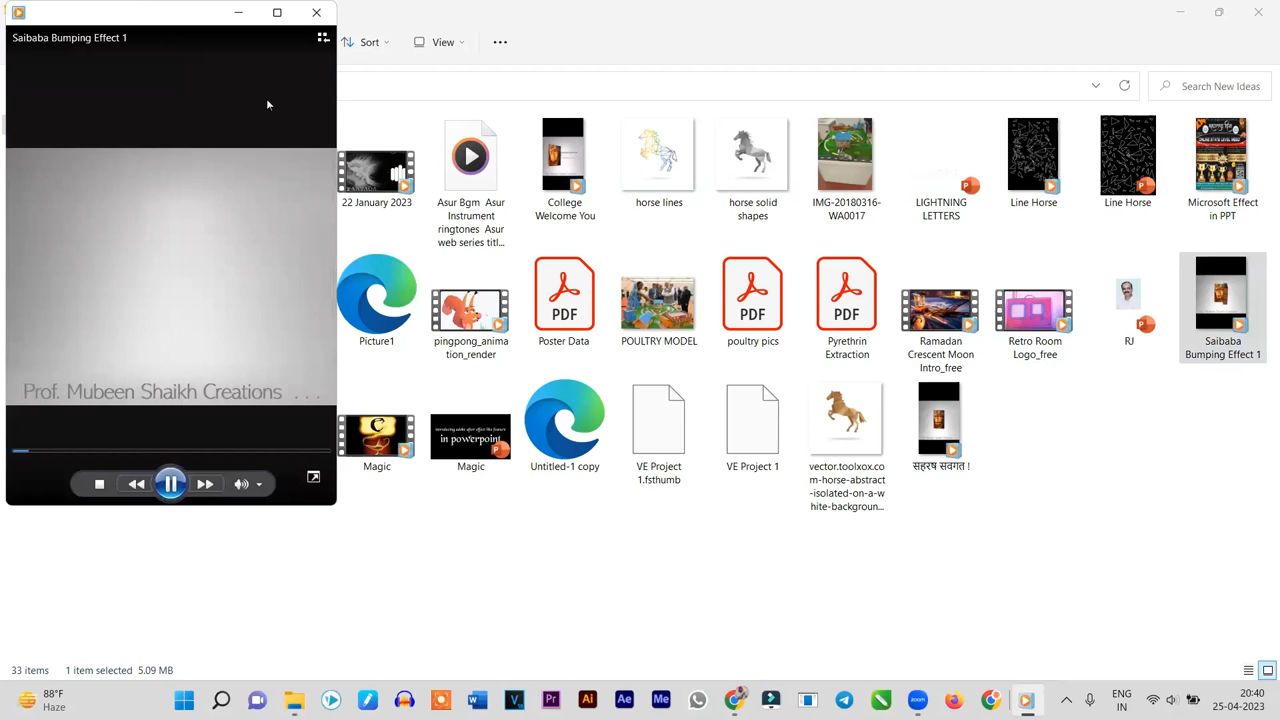 Saibaba Bumping Effect 1
Sort
View
Search New Ideas
Prof. Mubeen Shaikh Creations . . .
22 January 2023
Asur Bgm Asur
Instrument
ringtones Asur
web series titl...
College
Welcome You
horse lines
horse solid
shapes
IMG-20180316-
WA0017
LIGHTNING
LETTERS
Line Horse
Line Horse
Microsoft Effect
in PPT
Picture1
pingpong_anima
tion_render
PDF
Poster Data
POULTRY MODEL
PDF
poultry pics
PDF
Pyrethrin
Extraction
Ramadan
Crescent Moon
Intro_free
Retro Room
Logo_free
RJ
Saibaba
Bumping Effect 1
Magic
in powerpoint
Magic
Untitled-1 copy
VE Project
1.fsthumb
VE Project 1
vector.toolxox.co
m-horse-abstract
-isolated-on-a-w
hite-backgroun...
सहरष सवगत !
33 items
1 item selected 5.09 MB
88°F
Haze
ENG
IN
20:40
25-04-2023